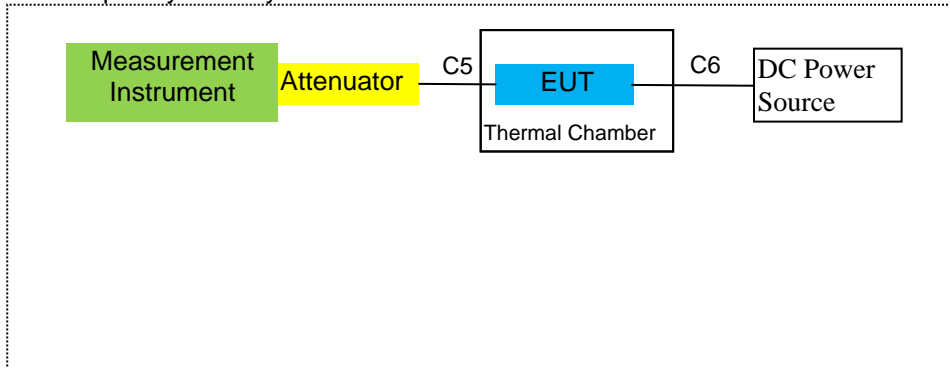 Measurement
Instrument
Attenuator
C5
EUT
Thermal Chamber
C6
DC Power
Source